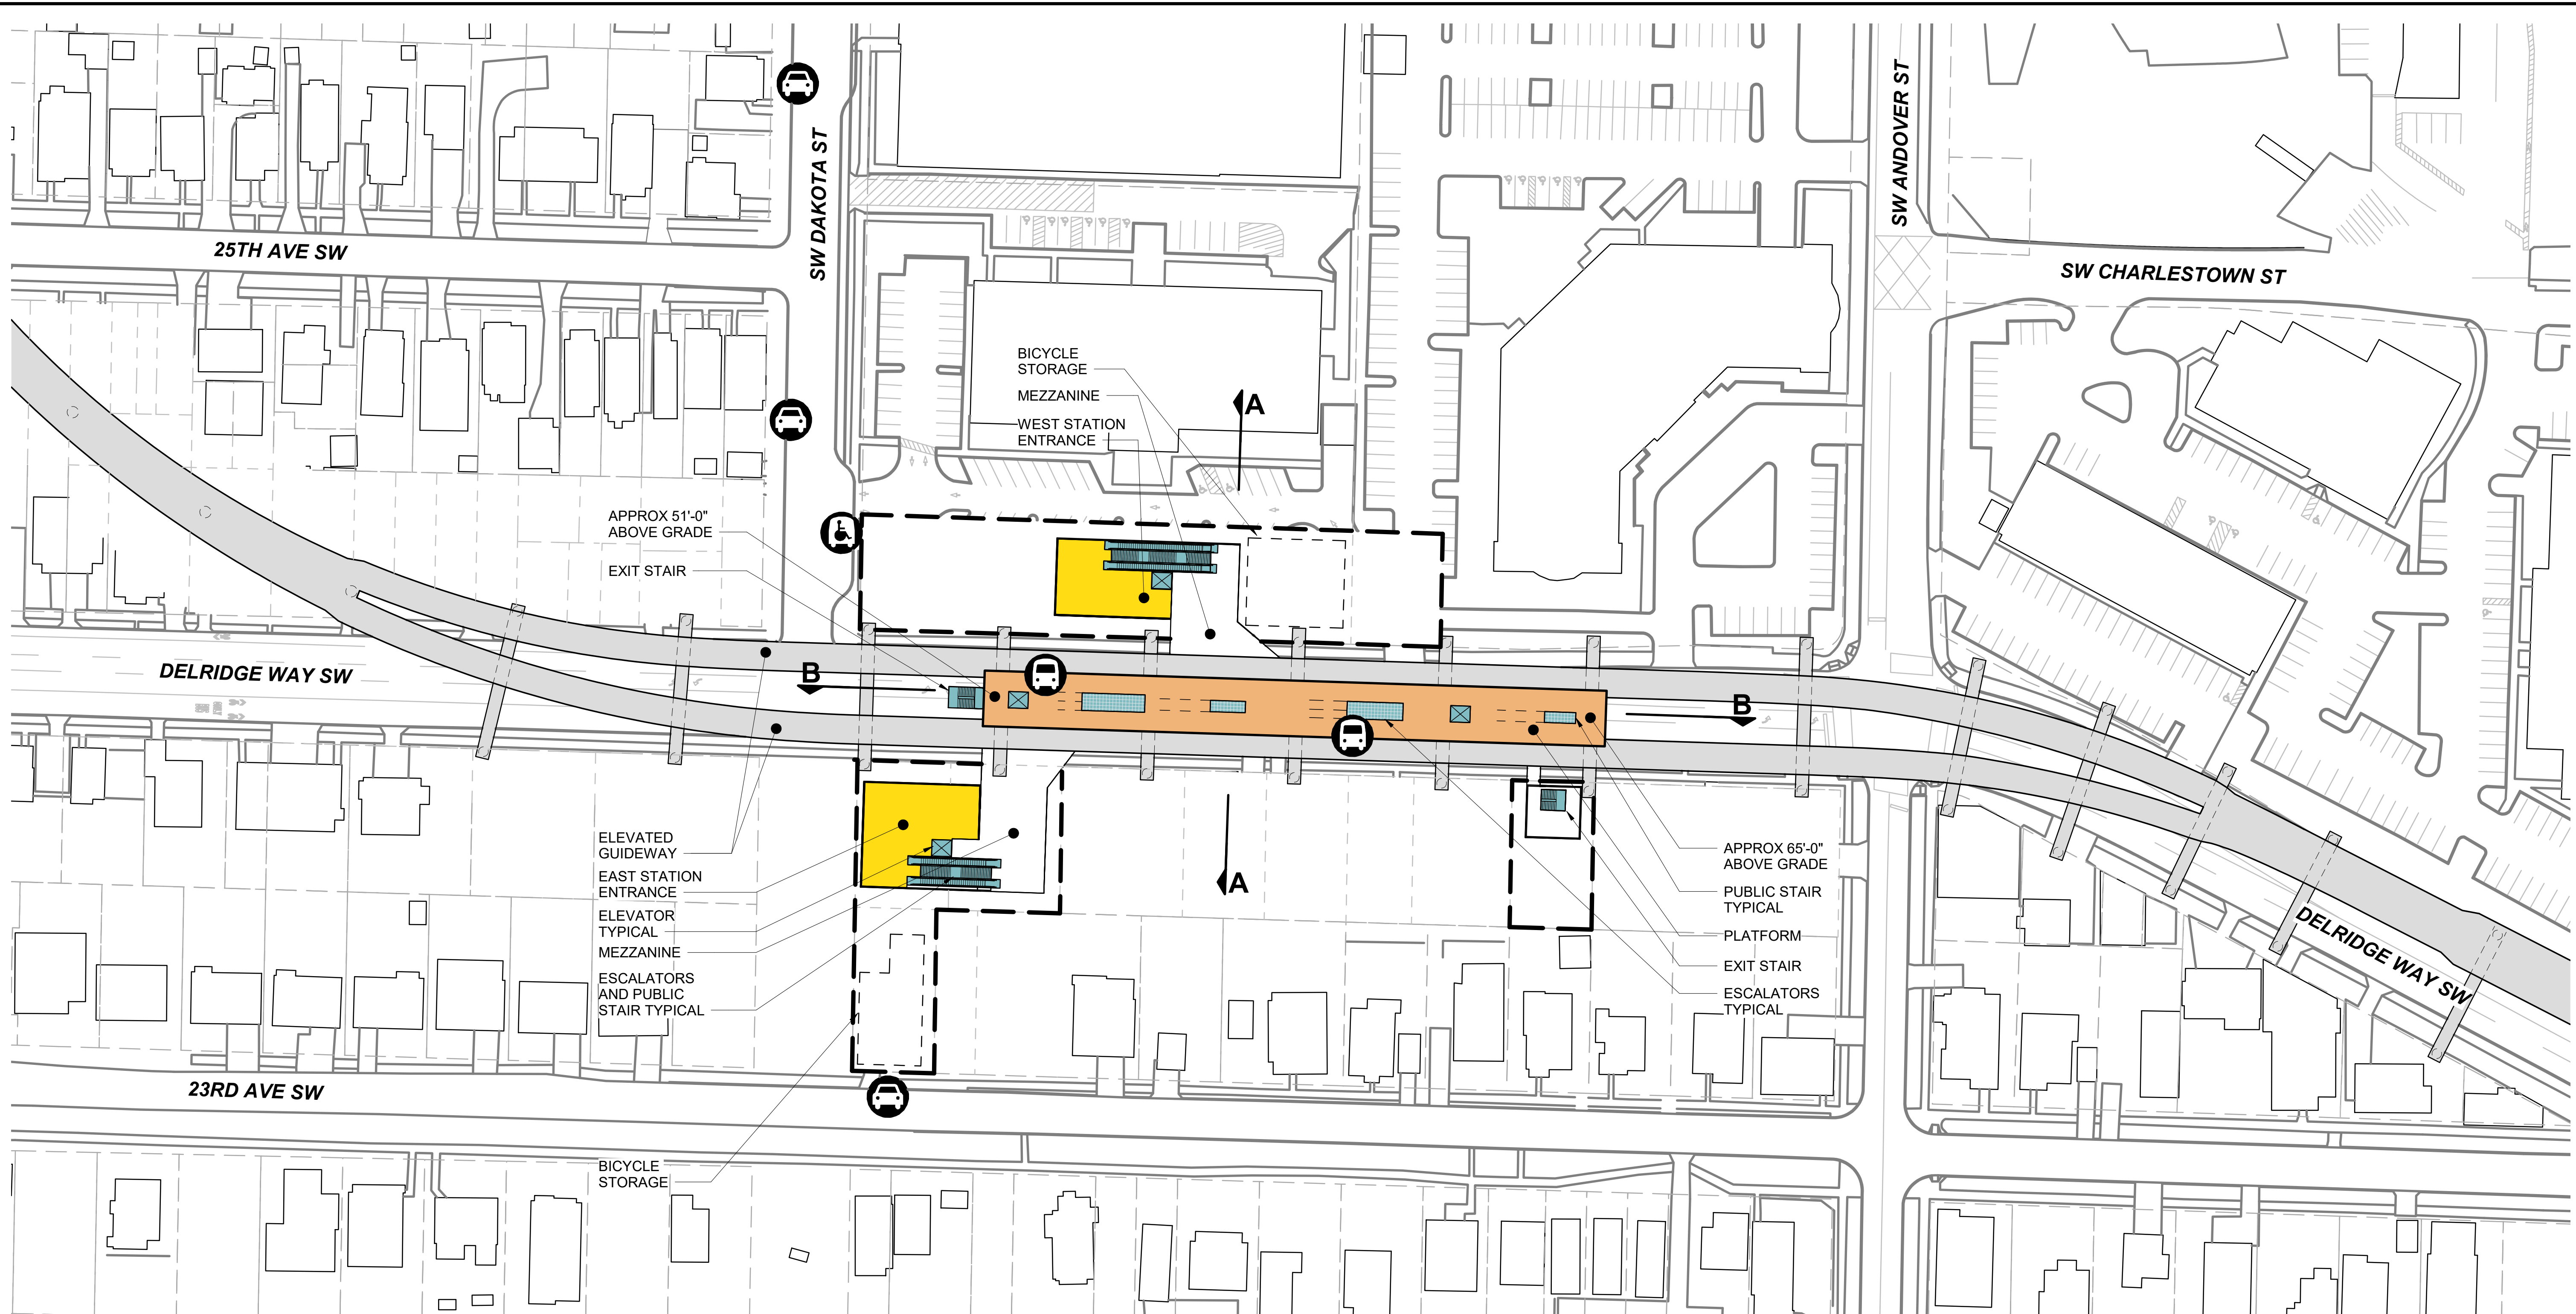 SW DAKOTA ST
SW ANDOVER ST
25TH AVE SW
SW CHARLESTOWN ST
BICYCLE
STORAGE
MEZZANINE
WEST STATION
ENTRANCE
A
APPROX 51'-0"
ABOVE GRADE
EXIT STAIR
DELRIDGE WAY SW
B
B
ELEVATED
GUIDEWAY
EAST STATION
ENTRANCE
ELEVATOR
TYPICAL
MEZZANINE
ESCALATORS
AND PUBLIC
STAIR TYPICAL
A
APPROX 65'-0"
ABOVE GRADE
PUBLIC STAIR
TYPICAL
PLATFORM
EXIT STAIR
ESCALATORS
TYPICAL
DELRIDGE WAY SW
23RD AVE SW
BICYCLE
STORAGE